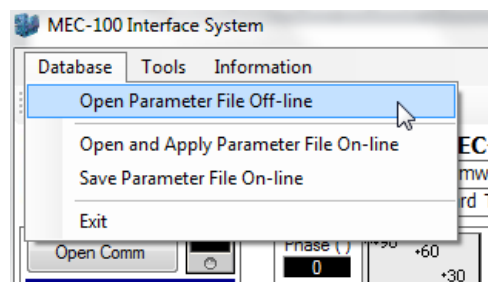 MEC-100 Interface System
Database Tools Information
Open Parameter File Off-line
Open and Apply Parameter File On-line
Save Parameter File On-line
Exit
Open Comm
Phase ( )
0
+90
+60
+30